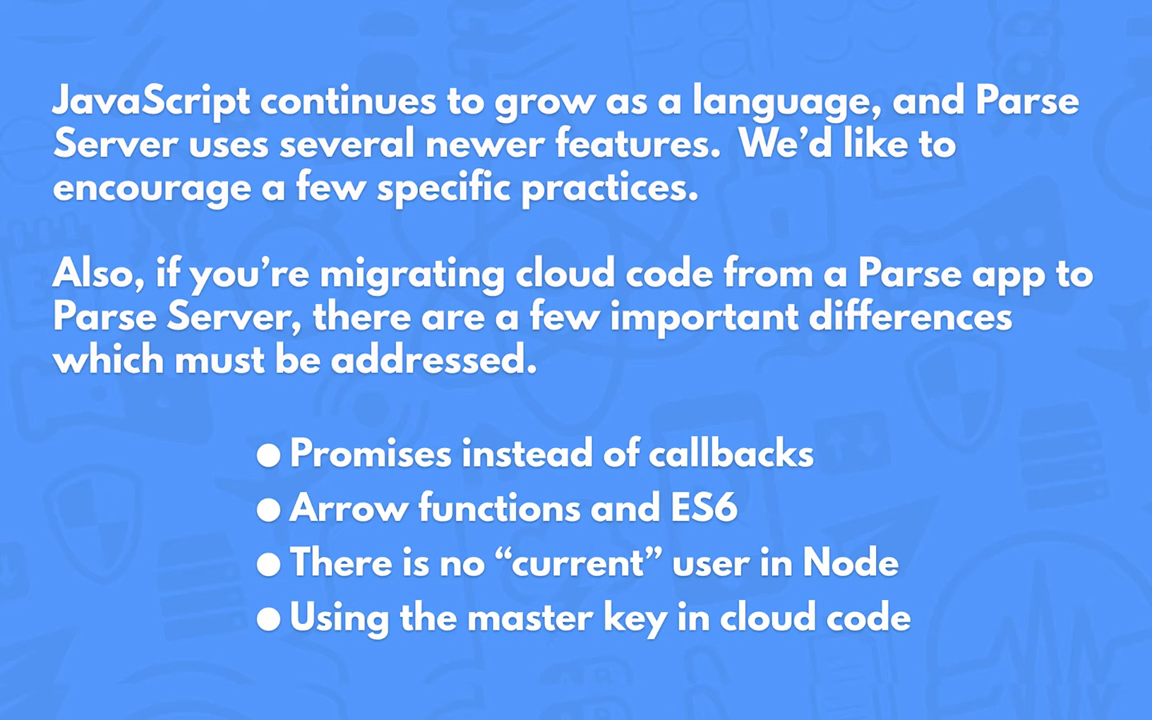 JavaScript continues to grow as a language, and Parse
Server uses several newer features.  We’d like to
encourage a few specific practices.
Also, if you’re migrating cloud code from a Parse app to
Parse Server, there are a few important differences
which must be addressed.
● Promises instead of callbacks
● Arrow functions and ES6
● There is no “current” user in Node
● Using the master key in cloud code